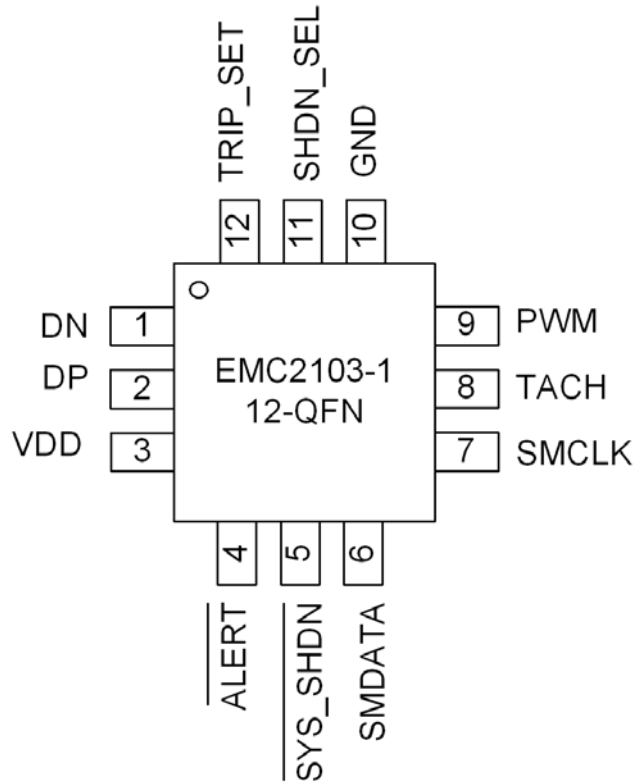 TRIP_SET
SHDN_SEL
GND
12
11
10
DN
1
9
PWM
DP
2
EMC2103-1
8
TACH
12-QFN
VDD
3
7
SMCLK
4
5
6
ALERT
SYS_SHDN
SMDATA